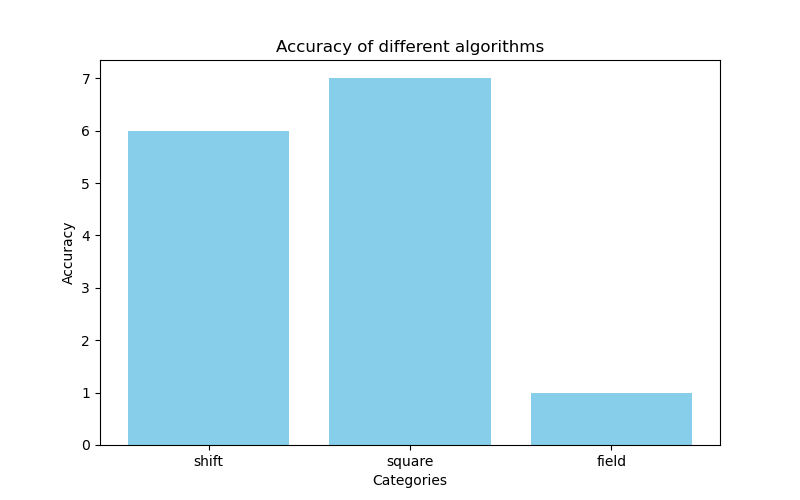 Accuracy of different algorithms
Accuracy
7
6
5
4
3
2
1
0
shift square field
Categories